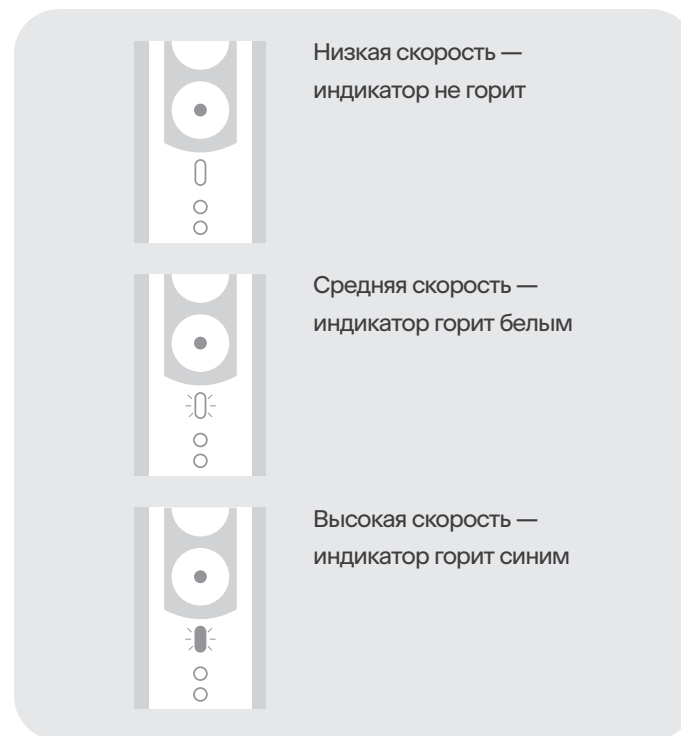 Низкая скорость —
индикатор не горит
Средняя скорость —
индикатор горит белым
Высокая скорость —
индикатор горит синим